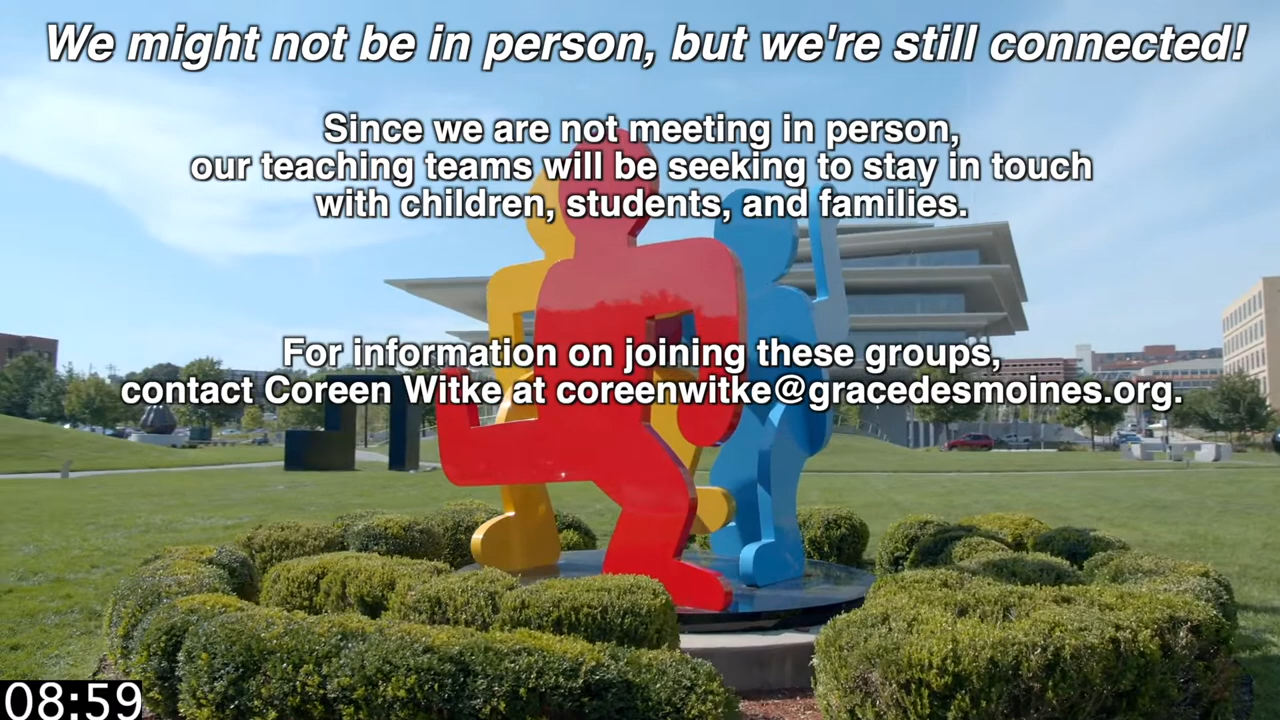 We might not be in person, but we're still connected!
Since we are not meeting in person,
our teaching teams will be seeking to stay in touch
with children, students, and families.
For information on joining these groups,
contact Coreen Witke at coreenwitke@gracedesmoines.org.
08:59